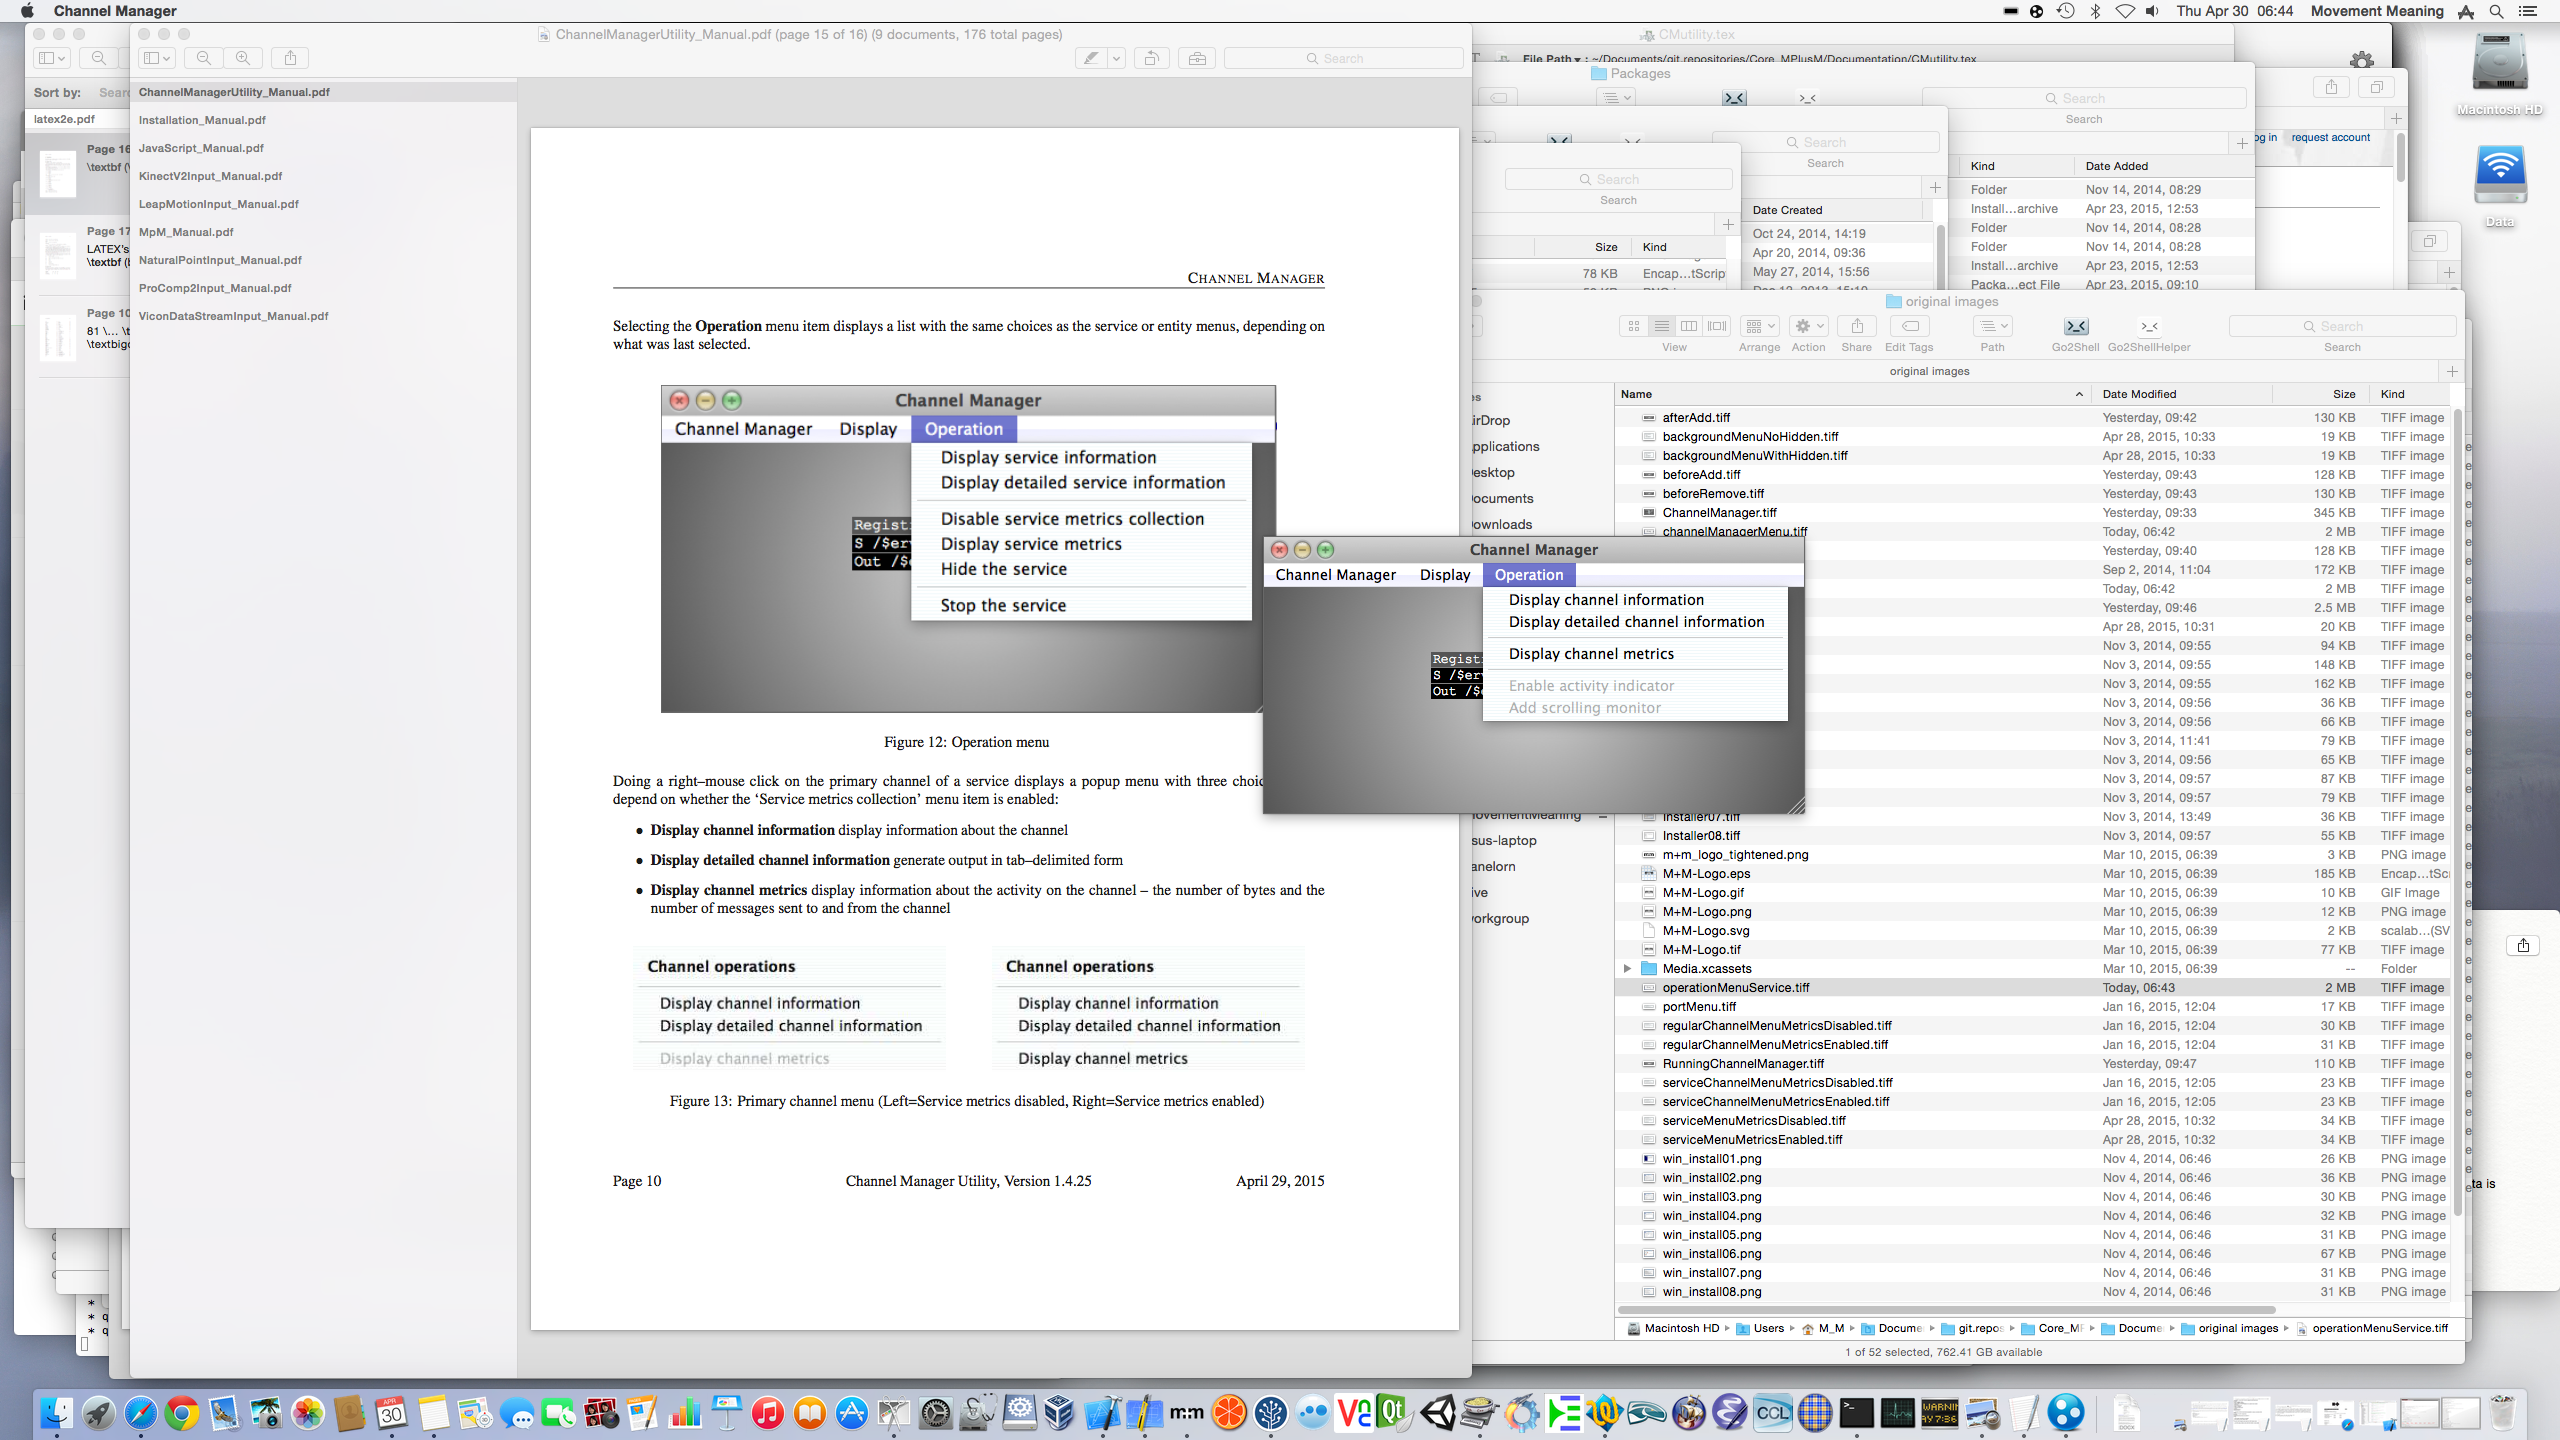 Channel Manager
Thu Apr 30 06:44 Movement Meaning
ChannelManagerUtility_Manual.pdf (page 15 of 16) (9 documents, 176 total pages)
Search
Sort by:
latex2e.pdf
Page 16
Page 17
LATEX's
Page 10
ChannelManagerUtility_Manual.pdf
Installation_Manual.pdf
JavaScript_Manual.pdf
KinectV2Input_Manual.pdf
LeapMotionInput_Manual.pdf
MpM_Manual.pdf
NaturalPointInput_Manual.pdf
ProComp2Input_Manual.pdf
ViconDataStreamInput_Manual.pdf
CHANNEL MANAGER
Selecting the Operation menu item displays a list with the same choices as the service or entity menus, depending on
what was last selected.
Channel Manager
Channel Manager Display Operation
Display service information
Display detailed service information
Disable service metrics collection
Display service metrics
Hide the service
Stop the service
Regist
S /$er
Out /$
Figure 12: Operation menu
Doing a right–mouse click on the primary channel of a service displays a popup menu with three
depend on whether the ‘Service metrics collection’ menu item is enabled:
• Display channel information display information about the channel
• Display detailed channel information generate output in tab–delimited form
• Display channel metrics display information about the activity on the channel – the number of bytes and the
number of messages sent to and from the channel
Channel operations
Display channel information
Display detailed channel information
Display channel metrics
Channel operations
Display channel information
Display detailed channel information
Display channel metrics
Figure 13: Primary channel menu (Left=Service metrics disabled, Right=Service metrics enabled)
Page 10 Channel Manager Utility, Version 1.4.25 April 29, 2015
Channel Manager
Channel Manager Display Operation
Display channel information
Display detailed channel information
Display channel metrics
Enable activity indicator
Add scrolling monitor
Regist
S /$er
Out /$
CMutility.tex
File Path ▾ : ~/Documents/git.repositories/Core_MPlusM/Documentation/CMutility.tex
Packages
Search
Search
Search
Search
Search
Search
request account
Kind Date Added
Folder Nov 14, 2014, 08:29
Install...archive Apr 23, 2015, 12:53
Folder Nov 14, 2014, 08:28
Folder Nov 14, 2014, 08:28
Install...archive Apr 23, 2015, 12:53
Packa...ect File Apr 23, 2015, 09:10
Date Created
Oct 24, 2014, 14:19
Apr 20, 2014, 09:36
May 27, 2014, 15:56
Size Kind
78 KB Encap...tScrip
original images
View Arrange Action Share Edit Tags Path Go2Shell Go2ShellHelper Search
Search
original images
Name Date Modified Size Kind
afterAdd.tiff Yesterday, 09:42 130 KB TIFF image
backgroundMenuNoHidden.tiff Apr 28, 2015, 10:33 19 KB TIFF image
backgroundMenuWithHidden.tiff Apr 28, 2015, 10:33 19 KB TIFF image
beforeAdd.tiff Yesterday, 09:43 128 KB TIFF image
beforeRemove.tiff Yesterday, 09:43 130 KB TIFF image
ChannelManager.tiff Yesterday, 09:33 345 KB TIFF image
channelManagerMenu.tiff Today, 06:42 2 MB TIFF image
Yesterday, 09:40 128 KB TIFF image
Sep 2, 2014, 11:04 172 KB TIFF image
Today, 06:42 2 MB TIFF image
Yesterday, 09:46 2.5 MB TIFF image
Apr 28, 2015, 10:31 20 KB TIFF image
Nov 3, 2014, 09:55 94 KB TIFF image
Nov 3, 2014, 09:55 148 KB TIFF image
Nov 3, 2014, 09:55 162 KB TIFF image
Nov 3, 2014, 09:56 36 KB TIFF image
Nov 3, 2014, 09:56 66 KB TIFF image
Nov 3, 2014, 11:41 79 KB TIFF image
Nov 3, 2014, 09:56 65 KB TIFF image
Nov 3, 2014, 09:57 87 KB TIFF image
Nov 3, 2014, 09:57 79 KB TIFF image
Installer07.tiff Nov 3, 2014, 13:49 36 KB TIFF image
Installer08.tiff Nov 3, 2014, 09:57 55 KB TIFF image
m+m_logo_tightened.png Mar 10, 2015, 06:39 3 KB PNG image
M+M-Logo.eps Mar 10, 2015, 06:39 185 KB Encap...tSc
M+M-Logo.gif Mar 10, 2015, 06:39 10 KB GIF Image
M+M-Logo.png Mar 10, 2015, 06:39 12 KB PNG image
M+M-Logo.svg Mar 10, 2015, 06:39 2 KB scalab...(SV
M+M-Logo.tif Mar 10, 2015, 06:39 77 KB TIFF image
Media.xcassets Mar 10, 2015, 06:39 -- Folder
operationMenuService.tiff Today, 06:43 2 MB TIFF image
portMenu.tiff Jan 16, 2015, 12:04 17 KB TIFF image
regularChannelMenuMetricsDisabled.tiff Jan 16, 2015, 12:04 30 KB TIFF image
regularChannelMenuMetricsEnabled.tiff Jan 16, 2015, 12:04 31 KB TIFF image
RunningChannelManager.tiff Yesterday, 09:47 110 KB TIFF image
serviceChannelMenuMetricsDisabled.tiff Jan 16, 2015, 12:05 23 KB TIFF image
serviceChannelMenuMetricsEnabled.tiff Jan 16, 2015, 12:05 23 KB TIFF image
serviceMenuMetricsDisabled.tiff Apr 28, 2015, 10:32 34 KB TIFF image
serviceMenuMetricsEnabled.tiff Apr 28, 2015, 10:32 34 KB TIFF image
win_install01.png Nov 4, 2014, 06:46 26 KB PNG image
win_install02.png Nov 4, 2014, 06:46 36 KB PNG image
win_install03.png Nov 4, 2014, 06:46 30 KB PNG image
win_install04.png Nov 4, 2014, 06:46 32 KB PNG image
win_install05.png Nov 4, 2014, 06:46 31 KB PNG image
win_install06.png Nov 4, 2014, 06:46 67 KB PNG image
win_install07.png Nov 4, 2014, 06:46 31 KB PNG image
win_install08.png Nov 4, 2014, 06:46 31 KB PNG image
irDrop
pplications
esktop
ocuments
ownloads
sus-laptop
anelorn
ive
orkgroup
Macintosh HD ▸ Users ▸ M_M ▸ Docume ▸ git.repos ▸ Core_M ▸ Docume ▸ original images ▸ operationMenuService.tiff
1 of 52 selected, 762.41 GB available
Macintosh HD
Data
ta is
APR
30
m+m
VNC
Qt
CCL
WARNIN
AY 7:36